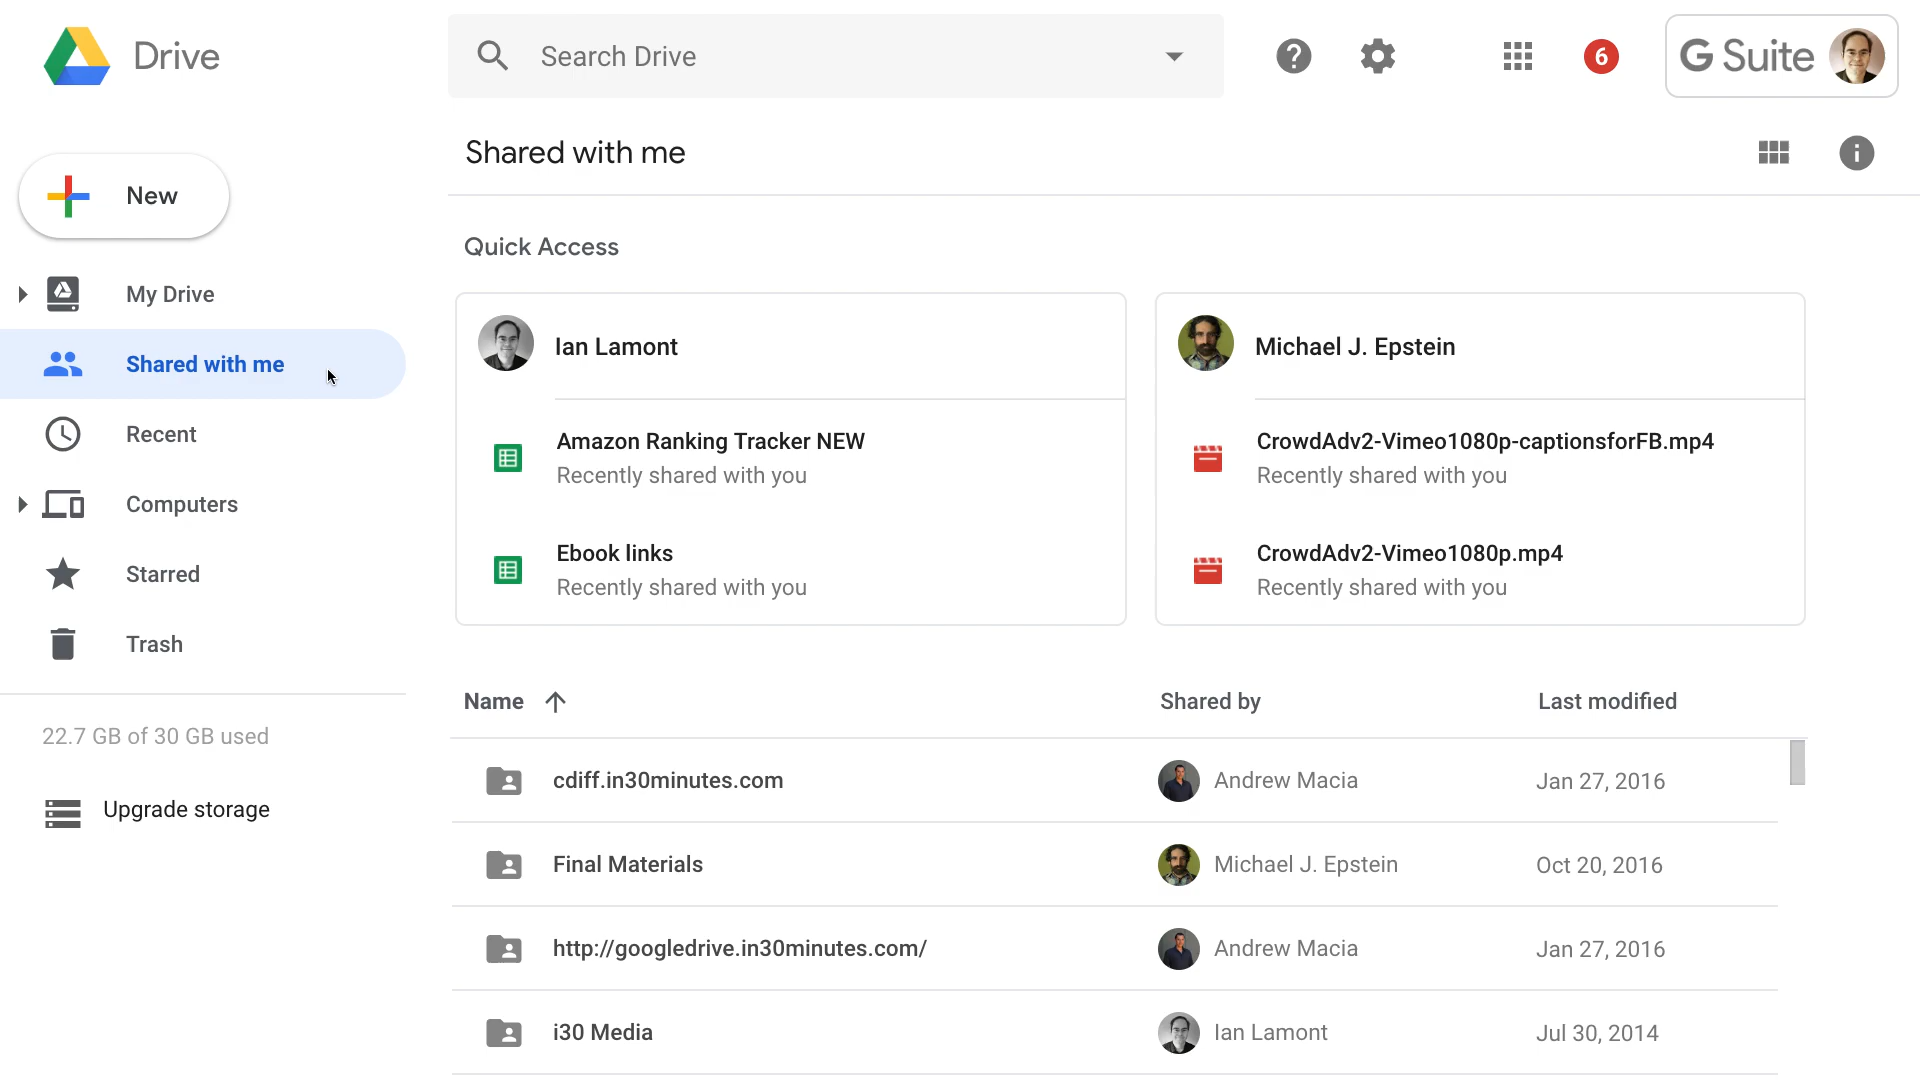 Drive
Search Drive
6
G Suite
New
My Drive
Shared with me
Recent
Computers
Starred
Trash
22.7 GB of 30 GB used
Upgrade storage
Shared with me
Quick Access
Ian Lamont
Amazon Ranking Tracker NEW
Recently shared with you
Ebook links
Recently shared with you
Michael J. Epstein
CrowdAdv2-Vimeo1080p-captionsforFB.mp4
Recently shared with you
CrowdAdv2-Vimeo1080p.mp4
Recently shared with you
Name Shared by Last modified
cdiff.in30minutes.com Andrew Macia Jan 27, 2016
Final Materials Michael J. Epstein Oct 20, 2016
http://googledrive.in30minutes.com/ Andrew Macia Jan 27, 2016
i30 Media Ian Lamont Jul 30, 2014